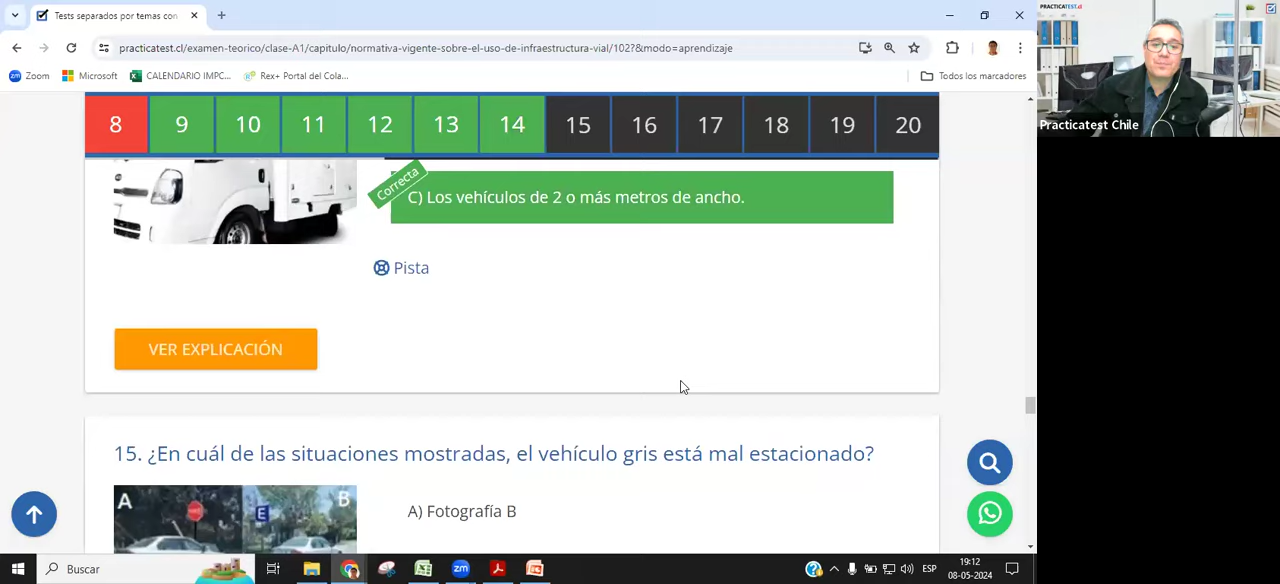 Tests separados por temas con
practicatest.cl/examen-teorico/clase-A1/capitulo/normativa-vigente-sobre-el-uso-de-infraestructura-vial/102?&modo=aprendizaje
Zoom
Microsoft
CALENDARIO IMPC...
Rex+ Portal del Cola...
Todos los marcadores
PRACTICATEST.cl
Practicatest Chile
8
9
10
11
12
13
14
15
16
17
18
19
20
Correcta
C) Los vehículos de 2 o más metros de ancho.
Pista
VER EXPLICACIÓN
15. ¿En cuál de las situaciones mostradas, el vehículo gris está mal estacionado?
A
B
E
A) Fotografía B
Buscar
zm
ESP
19:12
08-05-2024